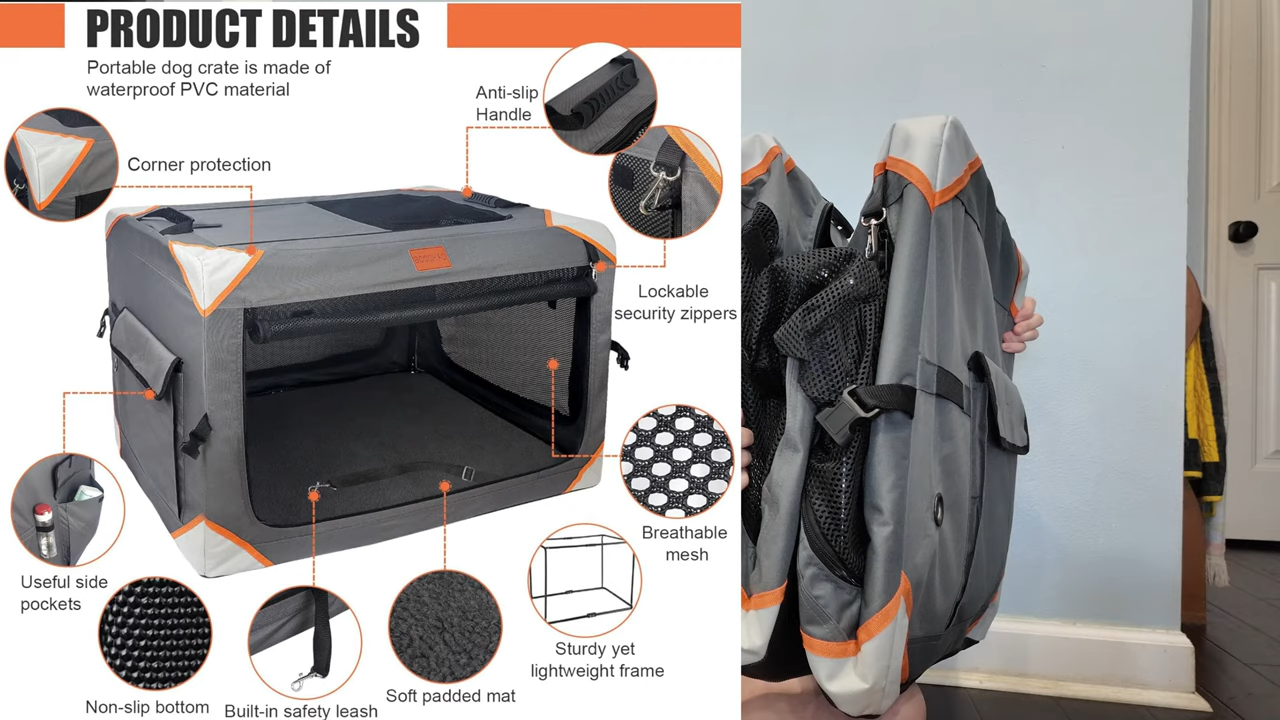 PRODUCT DETAILS
Portable dog crate is made of
waterproof PVC material
Anti-slip
Handle
Corner protection
Lockable
security zippers
Breathable
mesh
Useful side
pockets
Sturdy yet
lightweight frame
Soft padded mat
Non-slip bottom
Built-in safety leash